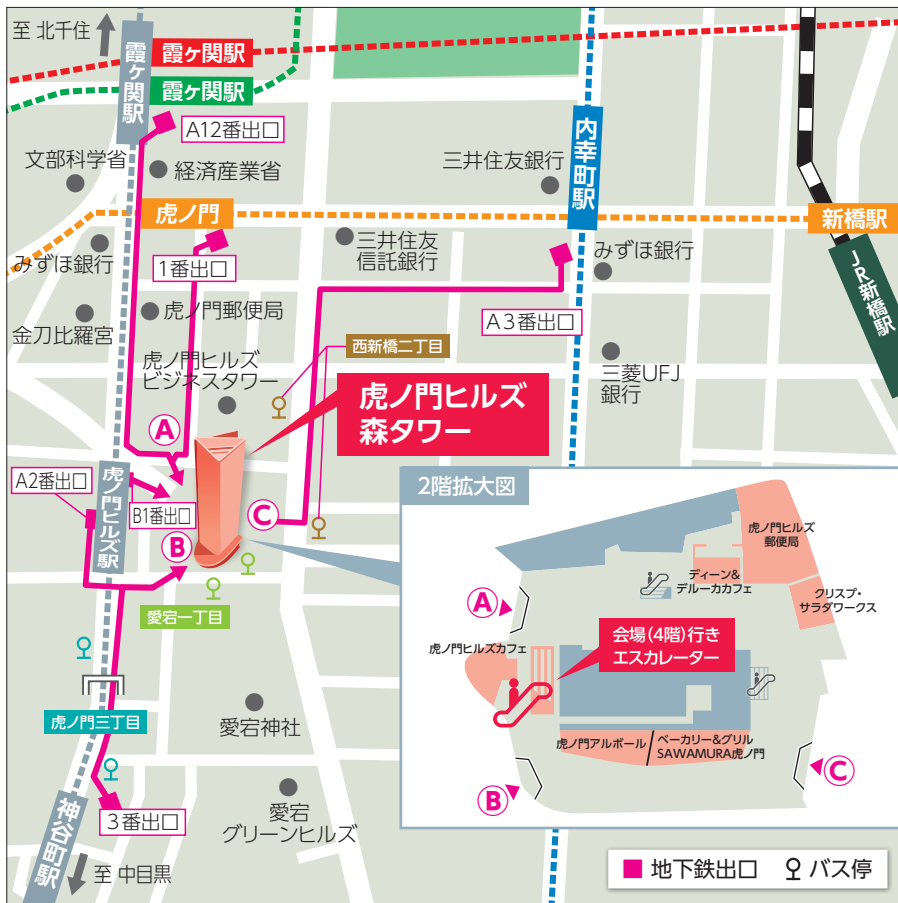 至 北千住
霞ヶ関駅
霞ヶ関駅
霞ヶ関駅
A12番出口
文部科学省
経済産業省
三井住友銀行
内幸町駅
虎ノ門
新橋駅
JR新橋駅
みずほ銀行
1番出口
三井住友
信託銀行
みずほ銀行
金刀比羅宮
虎ノ門郵便局
A3番出口
西新橋二丁目
虎ノ門ヒルズ
ビジネスタワー
三菱UFJ
銀行
虎ノ門ヒルズ
森タワー
A
A2番出口
虎ノ門ヒルズ駅
B1番出口
C
B
愛宕一丁目
虎ノ門三丁目
愛宕神社
愛宕
グリーンヒルズ
3番出口
神谷町駅
至 中目黒
2階拡大図
虎ノ門ヒルズ
郵便局
ディーン&
デルーカカフェ
クリスプ・
サラダワークス
A
会場(4階)行き
エスカレーター
虎ノ門ヒルズカフェ
虎ノ門アルボール
ベーカリー&グリル
SAWAMURA虎ノ門
B
C
地下鉄出口
バス停